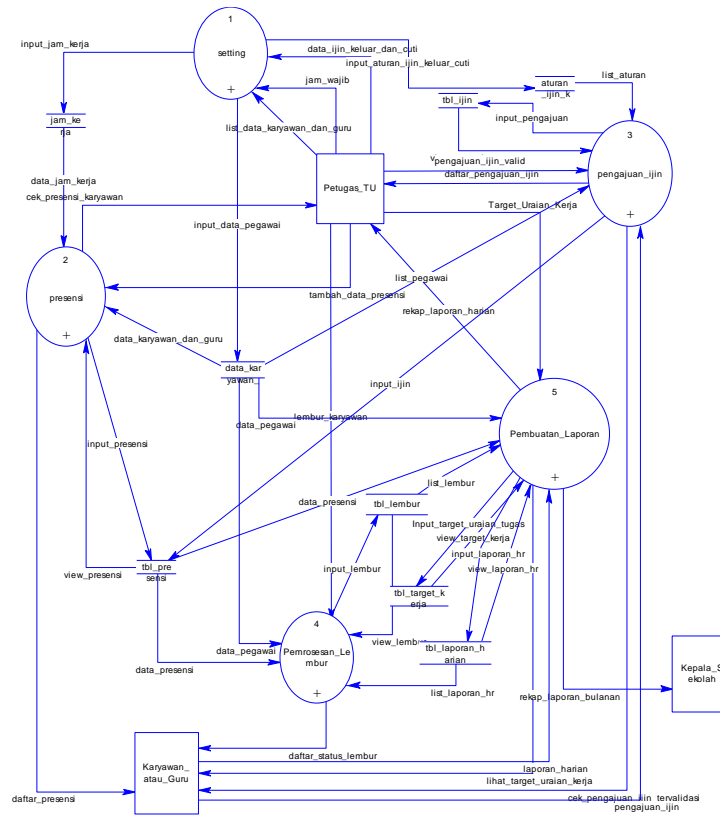 1
setting
+
input_jam_kerja
data_ijin_keluar_dan_cuti
input_aturan_ijin_keluar_cuti
jam_wajib
list_data_karyawan_dan_guru
aturan
_ijin_k
list_aturan
tbl_ijin
input_pengajuan
3
pengajuan_ijin
+
jam_ke
rja
Petugas_TU
pengajuan_ijin_valid
daftar_pengajuan_ijin
data_jam_kerja
cek_presensi_karyawan
Target_Uraian_Kerja
input_data_pegawai
2
presensi
+
list_pegawai
tambah_data_presensi
rekap_laporan_harian
data_karyawan_dan_guru
data_kar
yawan_
input_ijin
5
Pembuatan_Laporan
+
lembur_karyawan
data_pegawai
input_presensi
list_lembur
data_presensi
tbl_lembur
Input_target_uraian_tugas
view_target_kerja
input_laporan_hr
view_laporan_hr
tbl_pre
sensi
view_presensi
input_lembur
tbl_target_k
erja
4
Pemrosesan_Le
mbur
+
view_lembur
tbl_laporan_h
arian
data_pegawai
data_presensi
list_laporan_hr
rekap_laporan_bulanan
Kepala_S
ekolah
Karyawan_
atau_Guru
daftar_status_lembur
laporan_harian
lihat_target_uraian_kerja
daftar_presensi
cek_pengajuan_ijin_tervalidasi
pengajuan_ijin